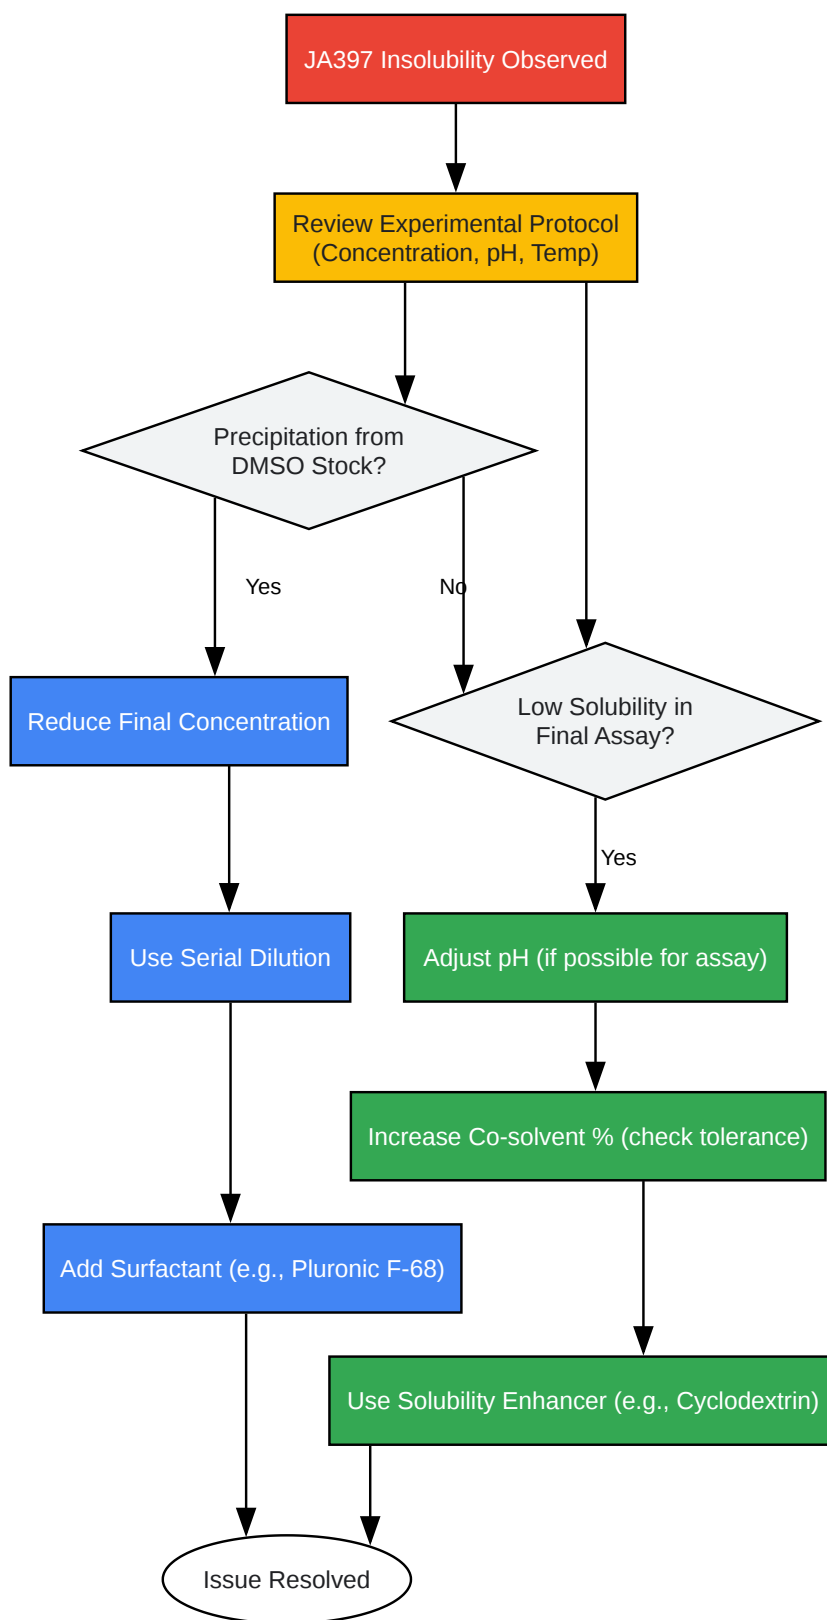 JA397 Insolubility Observed
Review Experimental Protocol
(Concentration, pH, Temp)
Precipitation from
DMSO Stock?
Yes
No
Low Solubility in
Final Assay?
Reduce Final Concentration
Yes
Use Serial Dilution
Adjust pH (if possible for assay)
Increase Co-solvent % (check tolerance)
Add Surfactant (e.g., Pluronic F-68)
Use Solubility Enhancer (e.g., Cyclodextrin)
Issue Resolved